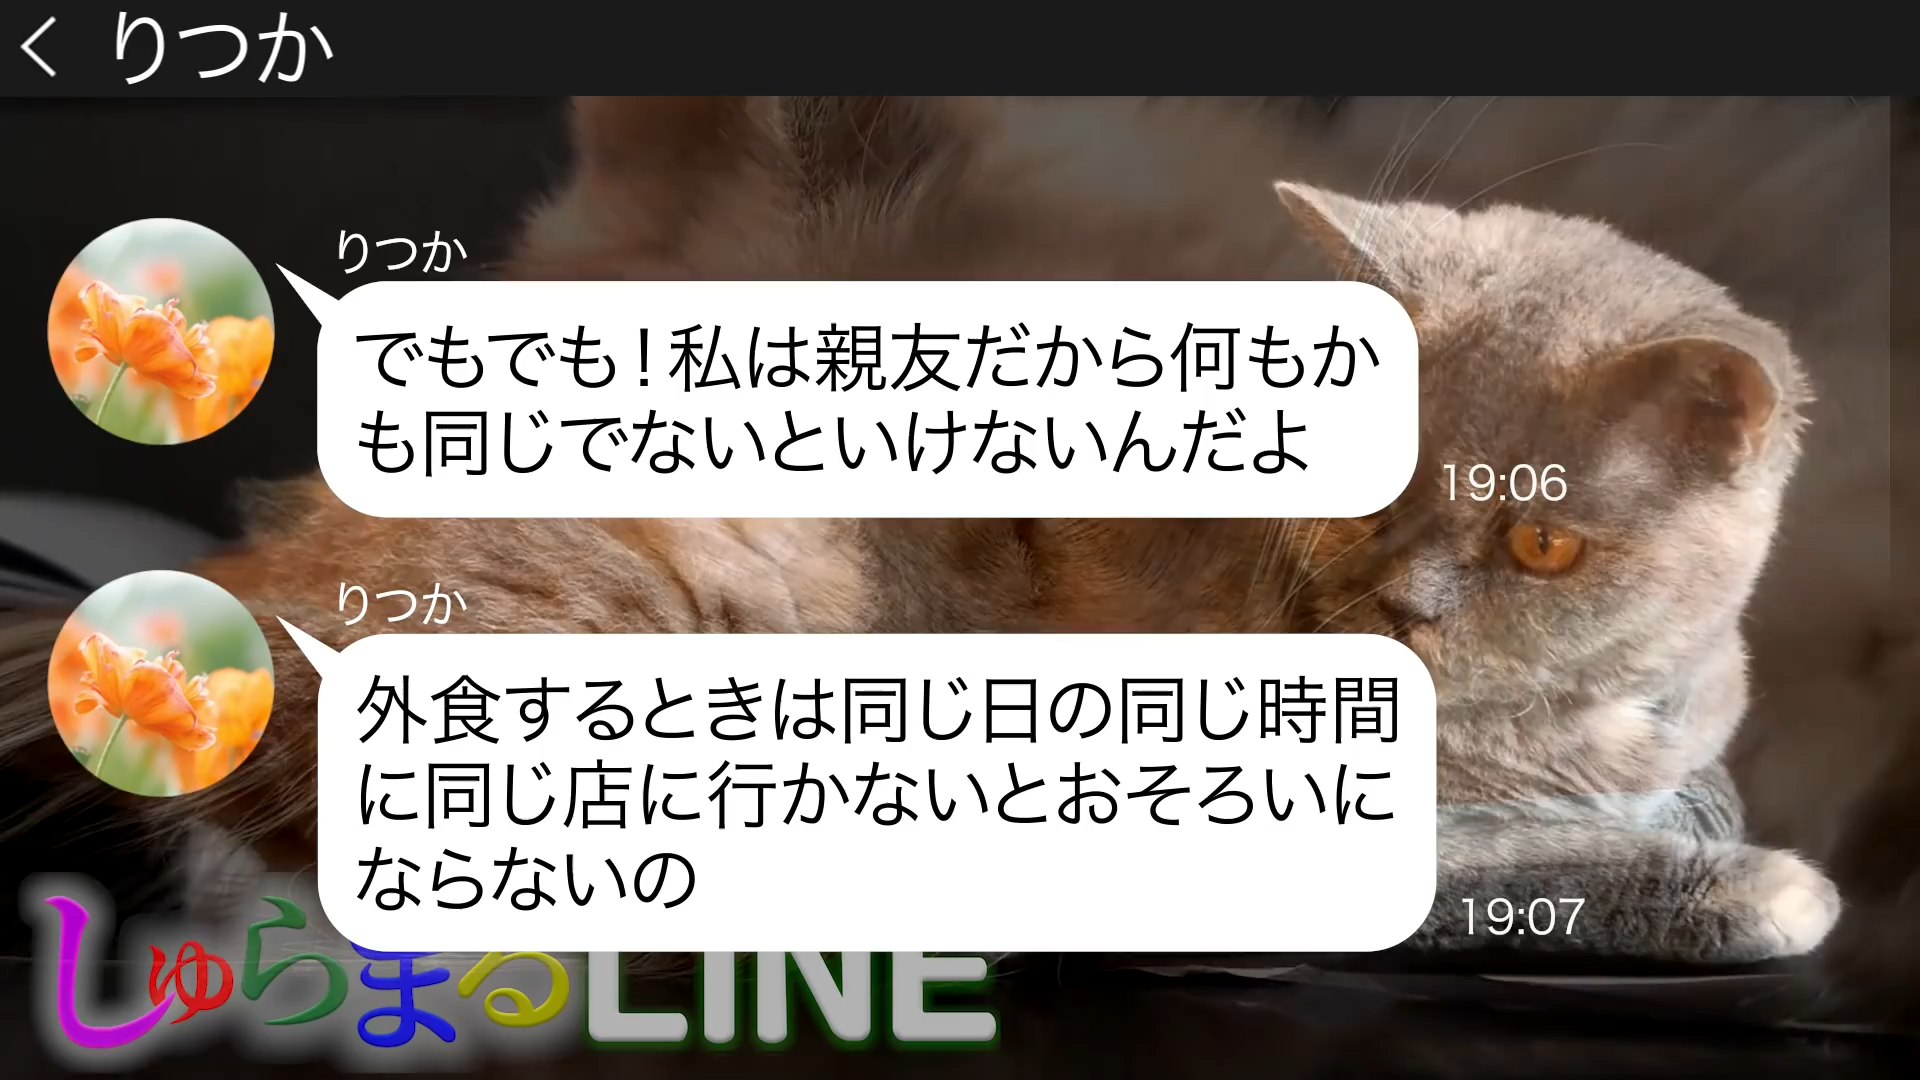 りつか
りつか
でもでも！私は親友だから何もか
も同じでないといけないんだよ
19:06
りつか
外食するときは同じ日の同じ時間
に同じ店に行かないとおそろいに
ならないの
19:07
しゅらまるLINE